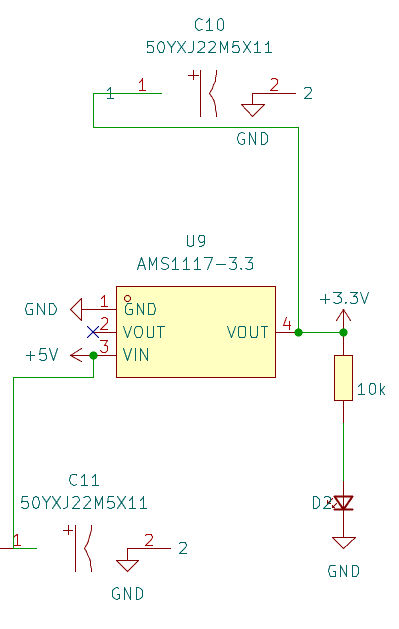 C10
50YXJ22M5X11
+
1 1
2 2
GND
U9
AMS1117-3.3
GND
1 GND
2 VOUT
+5V
3 VIN
VOUT 4
+3.3V
10k
C11
50YXJ22M5X11
+
1
2 2
GND
D2
GND